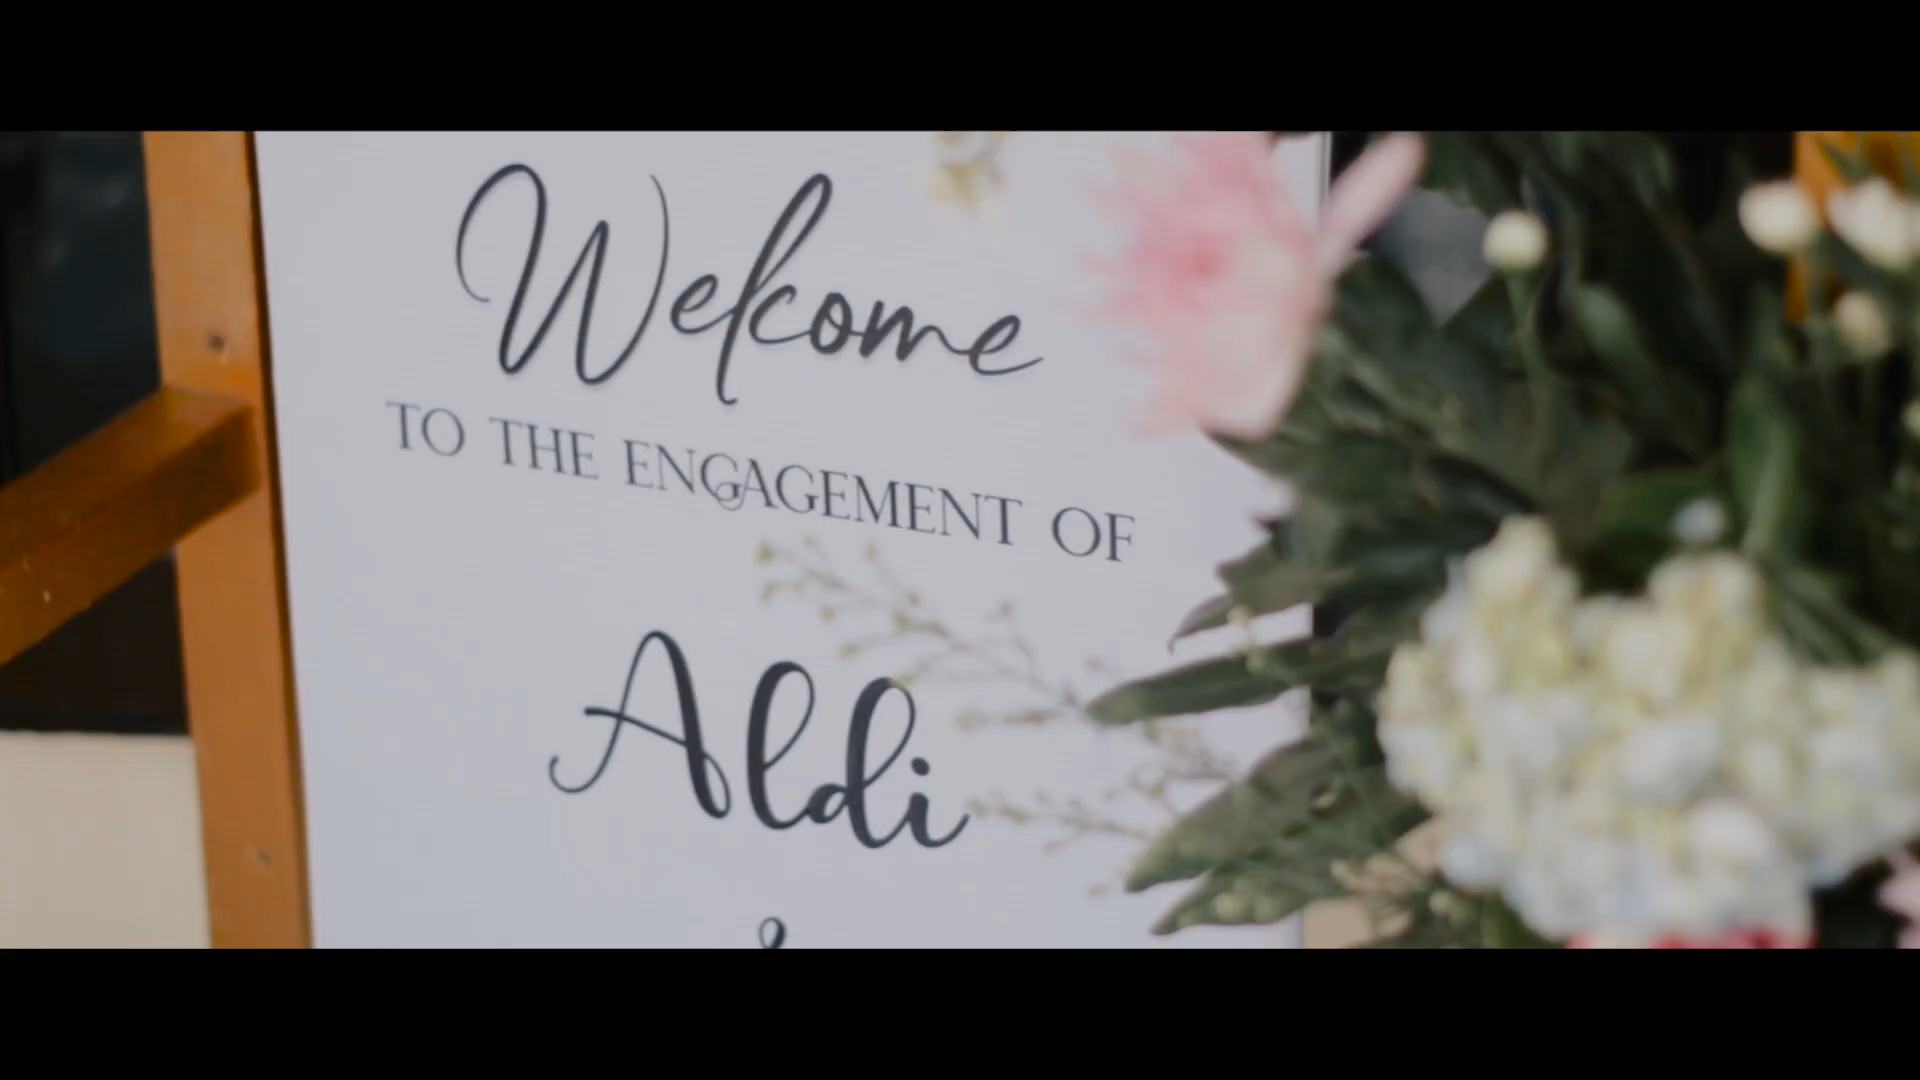 Welcome
TO THE ENGAGEMENT OF
Aldi